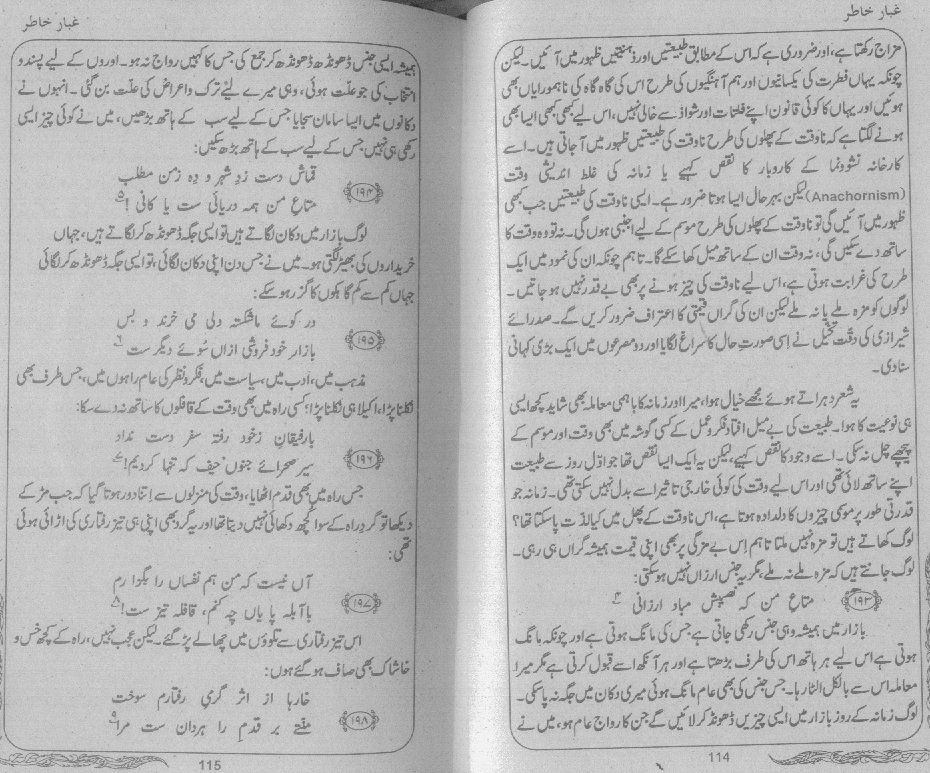 غبار خاطر
مزاج رکھتا ہے، اور ضروری ہے کہ اس کے مطابق طبیعتیں اور ذہنیتیں ظہور میں آئیں۔ لیکن
چونکہ یہاں فطرت کی یکسانیوں اور ہم آہنگیوں کی طرح اس کی گاہ گاہ کی ناہمواریاں بھی
ہوئیں اور یہاں کا کوئی قانون اپنے فلتات اور شواذ سے خالی نہیں، اس لیے کبھی کبھی ایسا بھی
ہونے لگتا ہے کہ ناوقت کے پھلوں کی طرح ناوقت کی طبیعتیں ظہور میں آ جاتی ہیں۔ اسے
کارخانہ نشوونما کے کاروبار کا نقص کہیے یا زمانہ کی غلط اندیشی وقت
(Anachornism) لیکن بہرحال ایسا ہوتا ضرور ہے۔ ایسی ناوقت کی طبیعتیں جب کبھی
ظہور میں آئیں گی تو ناوقت کے پھلوں کی طرح موسم کے لیے اجنبی ہوں گی۔ نہ تو وہ وقت کا
ساتھ دے سکیں گی، نہ وقت ان کے ساتھ میل کھا سکے گا۔ تاہم چونکہ ان کی نمود میں ایک
طرح کی غرابت ہوتی ہے، اس لیے ناوقت کی چیز ہونے پر بھی بے قدر نہیں ہو جاتیں۔
لوگوں کو مزہ ملے یا نہ ملے لیکن ان کی گراں قیمتی کا اعتراف ضرور کریں گے۔ صدرائے
شیرازی کی دقّت تخیّل نے اِسی صورتِ حال کا سراغ لگایا اور دو مصرعوں میں ایک بڑی کہانی
سنا دی۔
یہ شعر دہراتے ہوئے مجھے خیال ہوا، میرا اور زمانہ کا باہمی معاملہ بھی شاید کچھ ایسی
ہی نوعیت کا ہوا۔ طبیعت کی بے میل افتاد فکر و عمل کے کسی گوشہ میں بھی وقت اور موسم کے
پیچھے چل نہ سکی۔ اسے وجود کا نقص کہیے، لیکن یہ ایک ایسا نقص تھا جو اوّل روز سے طبیعت
اپنے ساتھ لائی تھی اور اس لیے وقت کی کوئی خارجی تاثیر اسے بدل نہیں سکتی تھی۔ زمانہ جو
قدرتی طور پر موسمی چیزوں کا دلدادہ ہوتا ہے، اس ناوقت کے پھل میں کیا لذّت پا سکتا تھا؟
لوگ کھاتے ہیں تو مزہ نہیں ملتا تاہم اِس بے مزگی پر بھی اپنی قیمت ہمیشہ گراں ہی رہی۔
لوگ جانتے ہیں کہ مزہ ملے نہ ملے، مگر یہ جنس ارزاں نہیں ہو سکتی:
۱۹۳ متاع من کہ نصیبش مباد ارزانی ۴
بازار میں ہمیشہ وہی جنس رکھی جاتی ہے جس کی مانگ ہوتی ہے اور چونکہ مانگ
ہوتی ہے اس لیے ہر ہاتھ اس کی طرف بڑھتا ہے اور ہر آنکھ اسے قبول کرتی ہے مگر میرا
معاملہ اس سے بالکل الٹا رہا۔ جس جنس کی بھی عام مانگ ہوئی میری دکان میں جگہ نہ پا سکی۔
لوگ زمانہ کے روز بازار میں ایسی چیزیں ڈھونڈ کر لائیں گے جن کا رواج عام ہو، میں نے
114
غبار خاطر
ہمیشہ ایسی جنس ڈھونڈھ ڈھونڈھ کر جمع کی جس کا کہیں رواج نہ ہو۔ اوروں کے لیے پسند و
انتخاب کی جو علّت ہوئی، وہی میرے لئے ترک و اعراض کی علّت بن گئی۔ انہوں نے
دکانوں میں ایسا سامان سجایا جس کے لیے سب کے ہاتھ بڑھیں، میں نے کوئی چیز ایسی
رکھی ہی نہیں جس کے لیے سب کے ہاتھ بڑھ سکیں:
قماش دست زدِ شہر و دہ زمن مطلب
۱۹۴ متاعِ من ہمہ دریائی ست یا کانی! ۵
لوگ بازار میں دکان لگاتے ہیں تو ایسی جگہ ڈھونڈھ کر لگاتے ہیں، جہاں
خریداروں کی بھیڑ لگتی ہو۔ میں نے جس دن اپنی دکان لگائی، تو ایسی جگہ ڈھونڈھ کر لگائی
جہاں کم سے کم گاہکوں کا گزر ہو سکے:
در کوئے ما شکستہ دلی می خرند و بس
۱۹۵ بازار خود فروشی ازاں سُوئے دیگر ست ۶
مذہب میں، ادب میں، سیاست میں، فکر و نظر کی عام راہوں میں، جس طرف بھی
نکلنا پڑا، اکیلا ہی نکلنا پڑا؛ کسی راہ میں بھی وقت کے قافلوں کا ساتھ نہ دے سکا:
بارفیقانِ زخود رفتہ سفر دست نداد
۱۹۶ سیر صحرائے جنوں حیف کہ تنہا کردیم! ۷
جس راہ میں بھی قدم اٹھایا، وقت کی منزلوں سے اِتنا دور ہوتا گیا کہ جب مڑ کے
دیکھا تو گردِ راہ کے سوا کچھ دکھائی نہیں دیتا تھا اور یہ گرد بھی اپنی ہی تیز رفتاری کی اڑائی ہوئی
تھی:
آں نیست کہ من ہم نفساں را بگزارم
۱۹۷ باآبلہ پایاں چہ کنم، قافلہ تیز ست! ۸
اس تیز رفتاری سے تلووں میں چھالے پڑ گئے۔ لیکن عجب نہیں، راہ کے کچھ خس و
خاشاک بھی صاف ہو گئے ہوں:
خارہا از اثر گرمیِ رفتارم سوخت
۱۹۸ منّتے بر قدمِ راہروان ست مرا ۹
115